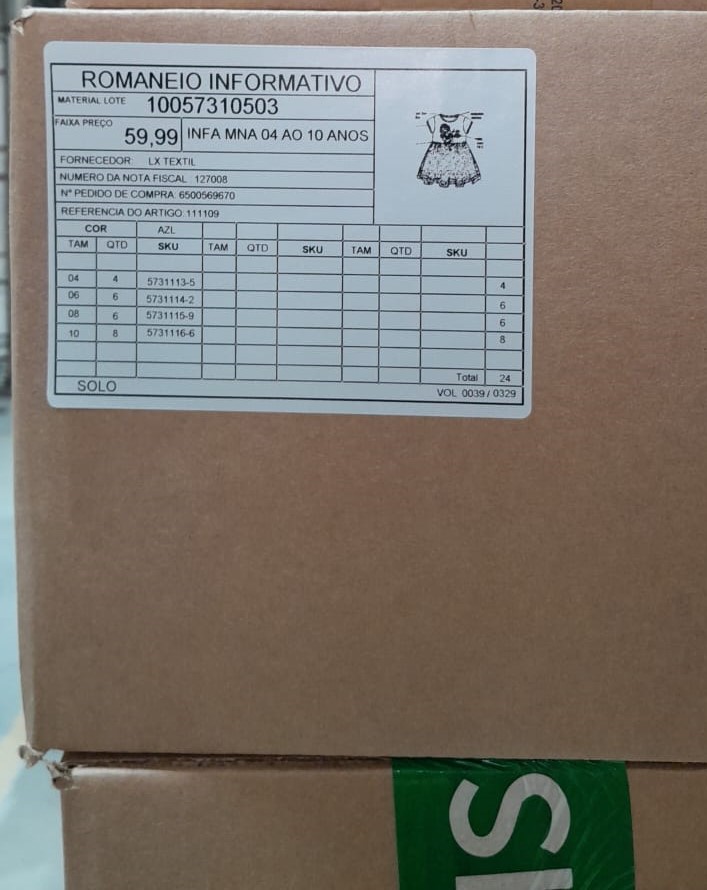 ROMANEIO INFORMATIVO
MATERIAL LOTE 10057310503
FAIXA PREÇO 59,99 INFA MNA 04 AO 10 ANOS
FORNECEDOR: LX TEXTIL
NUMERO DA NOTA FISCAL 127008
Nº PEDIDO DE COMPRA: 6500569670
REFERENCIA DO ARTIGO: 111109
COR AZL
TAM QTD SKU TAM QTD SKU TAM QTD SKU
04 4 5731113-5 4
06 6 5731114-2 6
08 6 5731115-9 6
10 8 5731116-6 8
Total 24
SOLO VOL 0039 / 0329